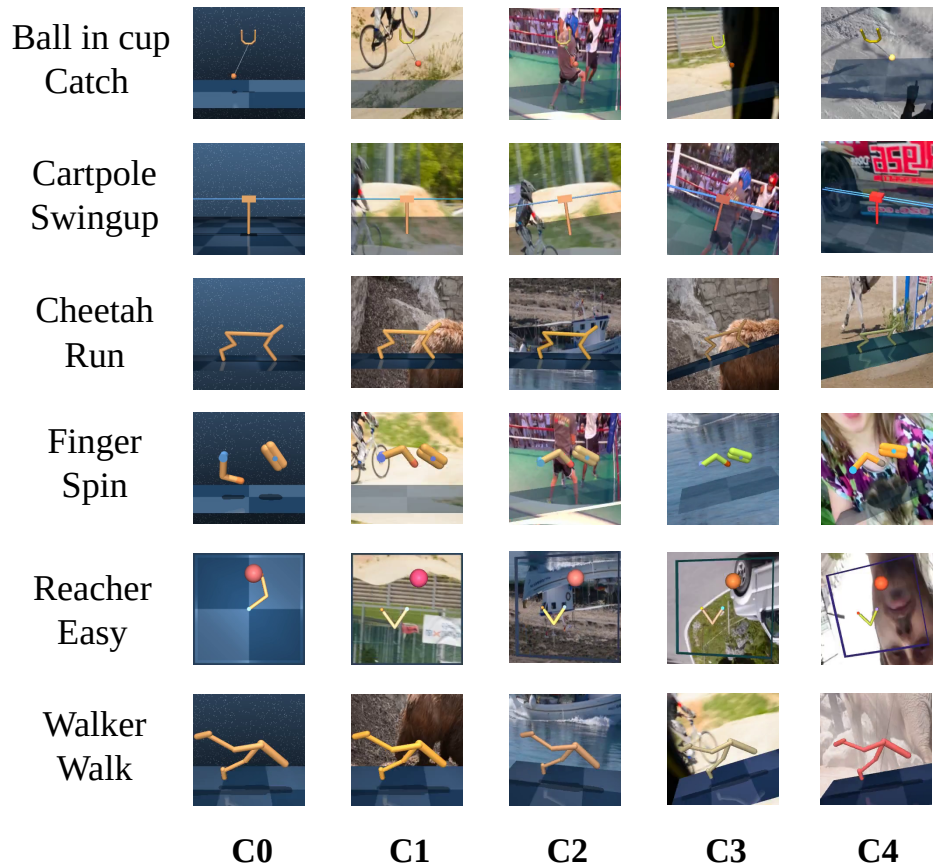 Ball in cup
Catch
Cartpole
Swingup
Cheetah
Run
Finger
Spin
Reacher
Easy
Walker
Walk
C0
C1
C2
C3
C4